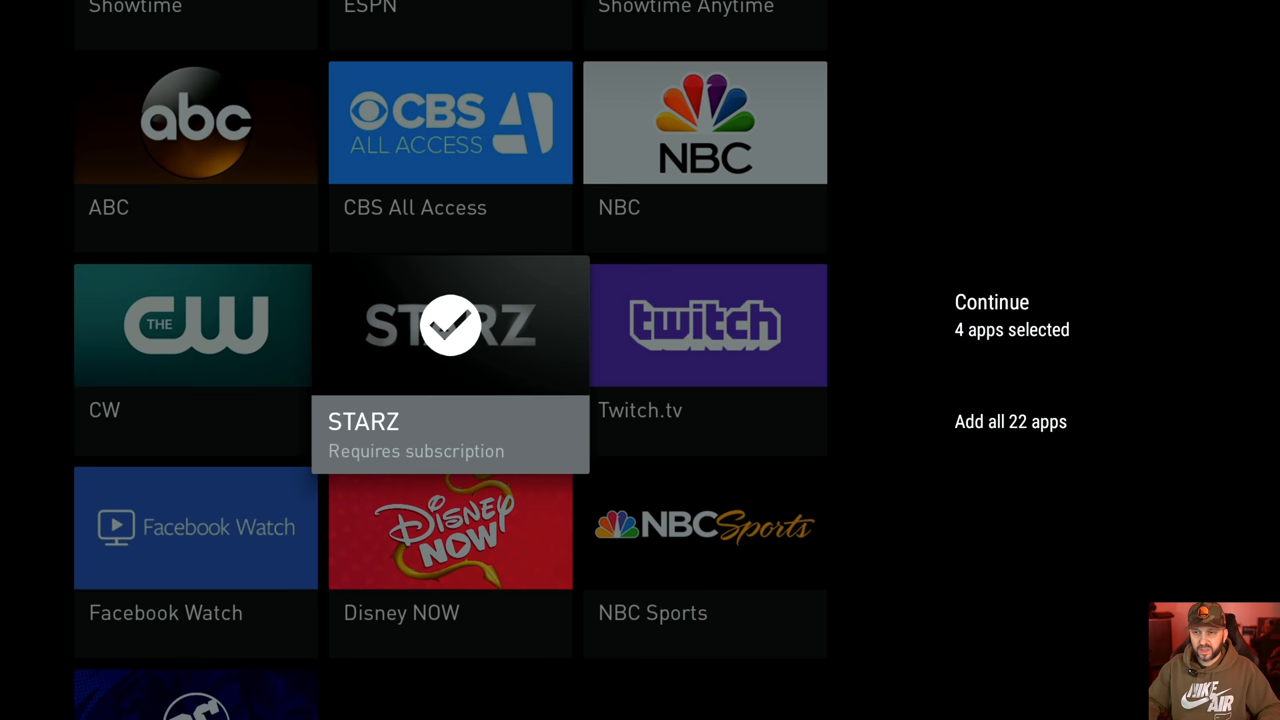 Showtime
ESPN
Showtime Anytime
abc
CBS
ALL ACCESS
NBC
ABC
CBS All Access
NBC
THE CW
STARZ
twitch
Continue
4 apps selected
CW
STARZ
Requires subscription
Twitch.tv
Add all 22 apps
Facebook Watch
DISNEY
NOW
NBC Sports
Facebook Watch
Disney NOW
NBC Sports
NIKE
AIR